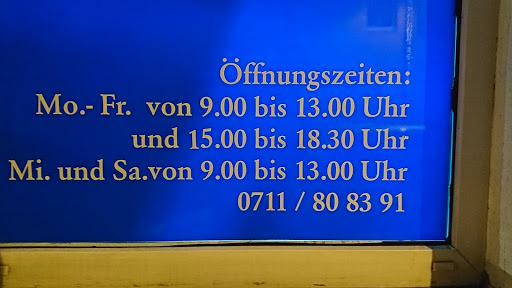 Öffnungszeiten:
Mo.- Fr. von 9.00 bis 13.00 Uhr
und 15.00 bis 18.30 Uhr
Mi. und Sa.von 9.00 bis 13.00 Uhr
0711 / 80 83 91